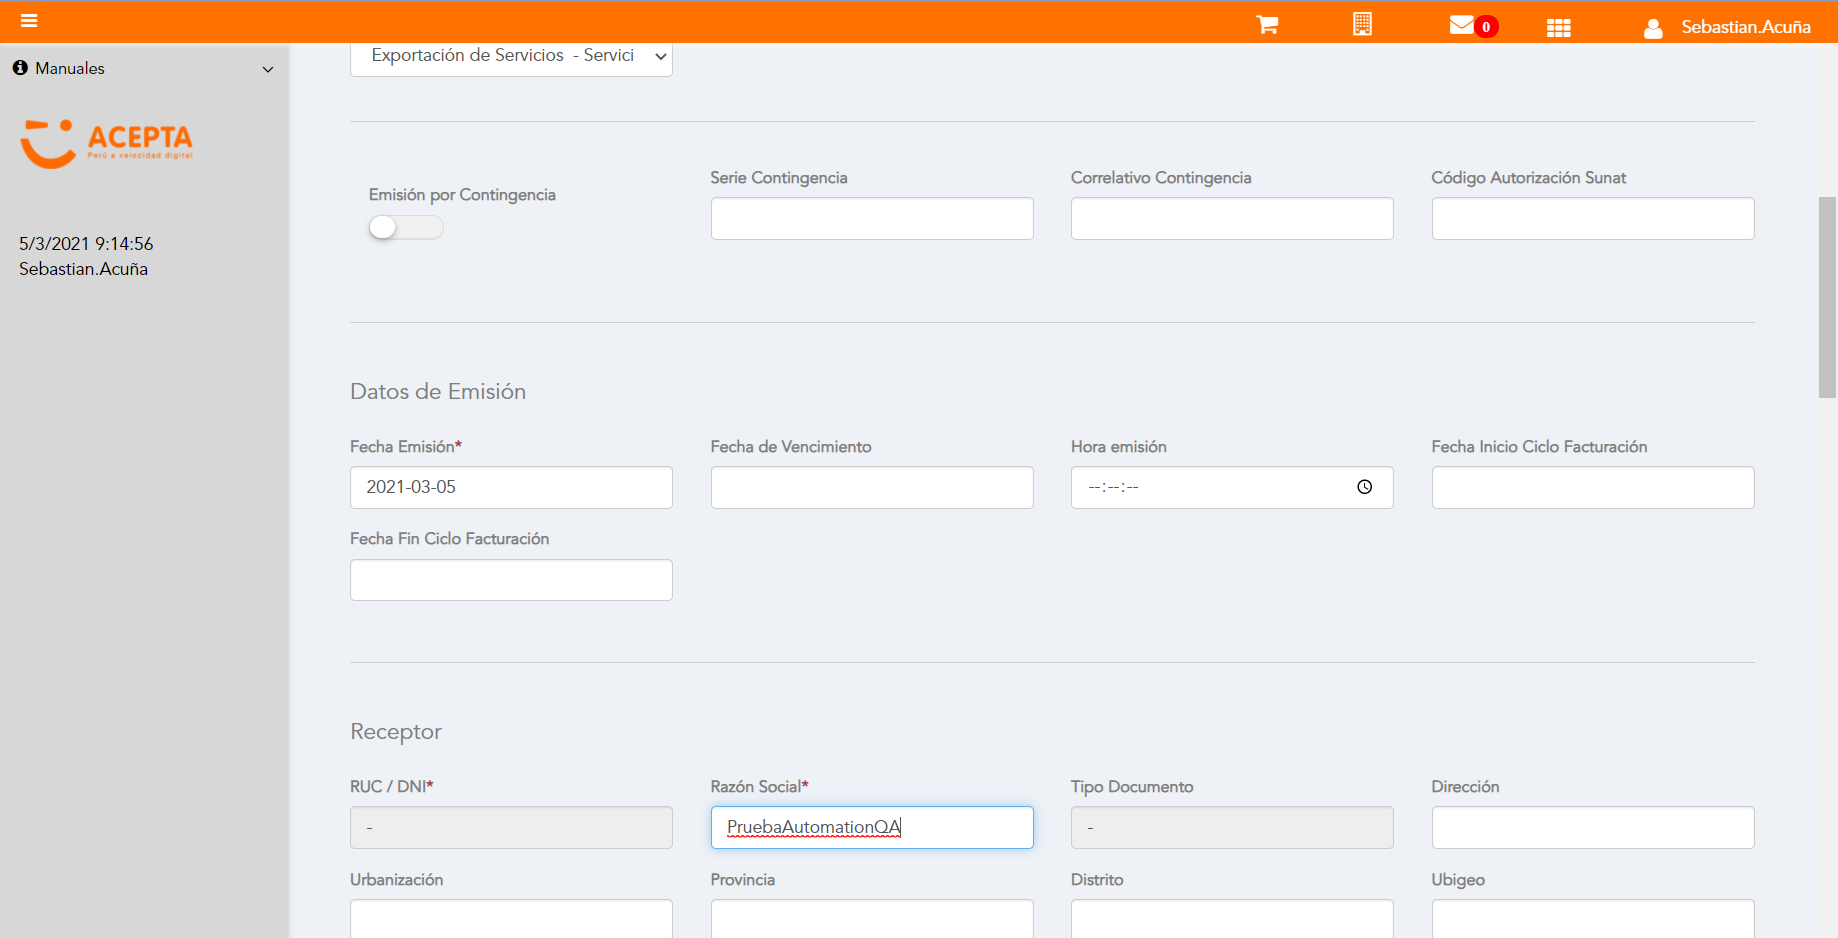 0
Sebastian.Acuña
Manuales
Exportación de Servicios - Servici
ACEPTA
Perú a velocidad digital
Emisión por Contingencia
Serie Contingencia
Correlativo Contingencia
Código Autorización Sunat
5/3/2021 9:14:56
Sebastian.Acuña
Datos de Emisión
Fecha Emisión*
Fecha de Vencimiento
Hora emisión
Fecha Inicio Ciclo Facturación
2021-03-05
--:--:--
Fecha Fin Ciclo Facturación
Receptor
RUC / DNI*
Razón Social*
Tipo Documento
Dirección
-
PruebaAutomationQA
-
Urbanización
Provincia
Distrito
Ubigeo